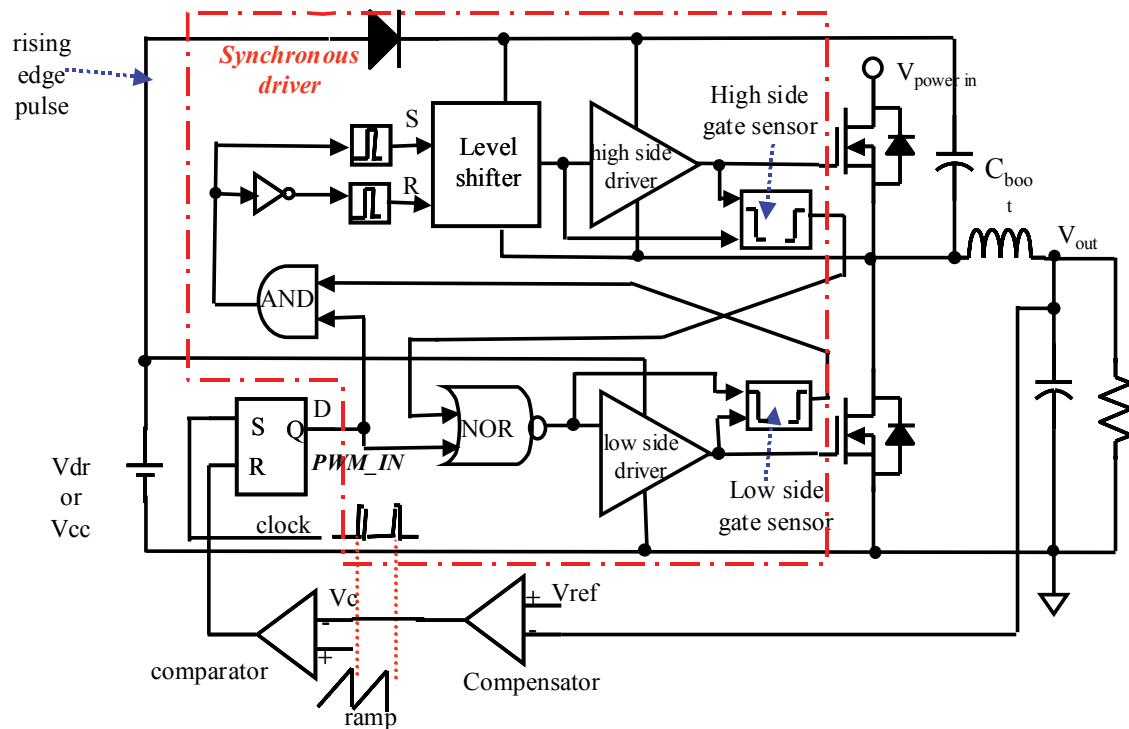 rising
edge
pulse
Synchronous
driver
V power in
High side
gate sensor
S
Level
shifter
high side
driver
R
C boo
t
V out
AND
D
S
Q
R
PWM_IN
NOR
low side
driver
Low side
gate sensor
Vdr
or
Vcc
clock
Vc
+
Vref
-
-
+
comparator
Compensator
ramp